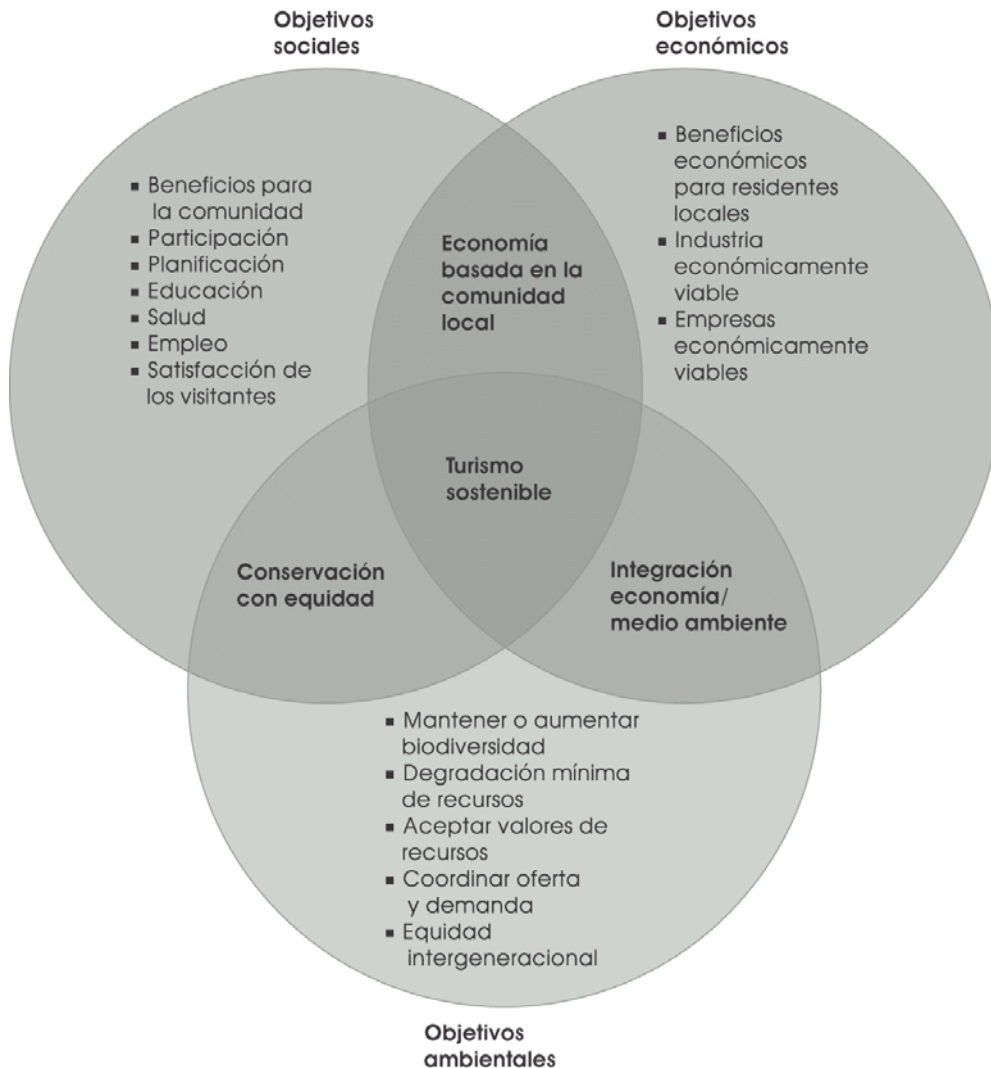 Objetivos
sociales
Objetivos
económicos
▪ Beneficios para
la comunidad
▪ Participación
▪ Planificación
▪ Educación
▪ Salud
▪ Empleo
▪ Satisfacción de
los visitantes
Economía
basada en la
comunidad
local
▪ Beneficios
económicos
para residentes
locales
▪ Industria
económicamente
viable
▪ Empresas
económicamente
viables
Turismo
sostenible
Conservación
con equidad
Integración
economía/
medio ambiente
▪ Mantener o aumentar
biodiversidad
▪ Degradación mínima
de recursos
▪ Aceptar valores de
recursos
▪ Coordinar oferta
y demanda
▪ Equidad
intergeneracional
Objetivos
ambientales